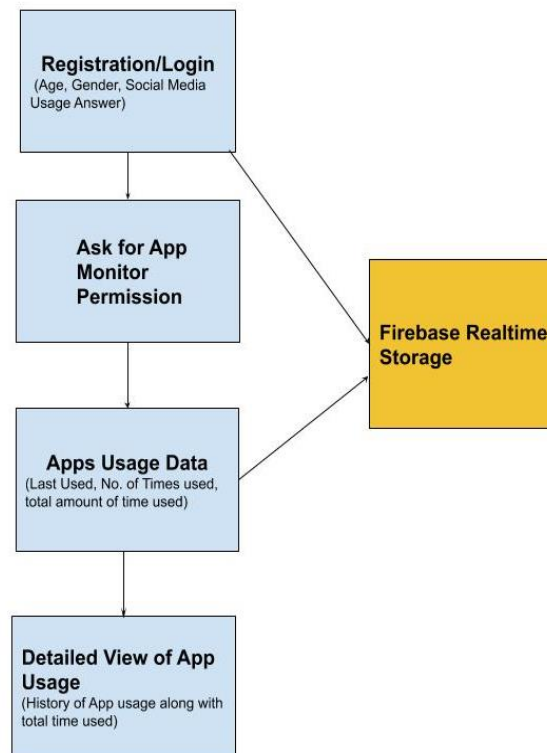 Registration/Login
(Age, Gender, Social Media
Usage Answer)
Ask for App
Monitor
Permission
Firebase Realtime
Storage
Apps Usage Data
(Last Used, No. of Times used,
total amount of time used)
Detailed View of App
Usage
(History of App usage along with
total time used)